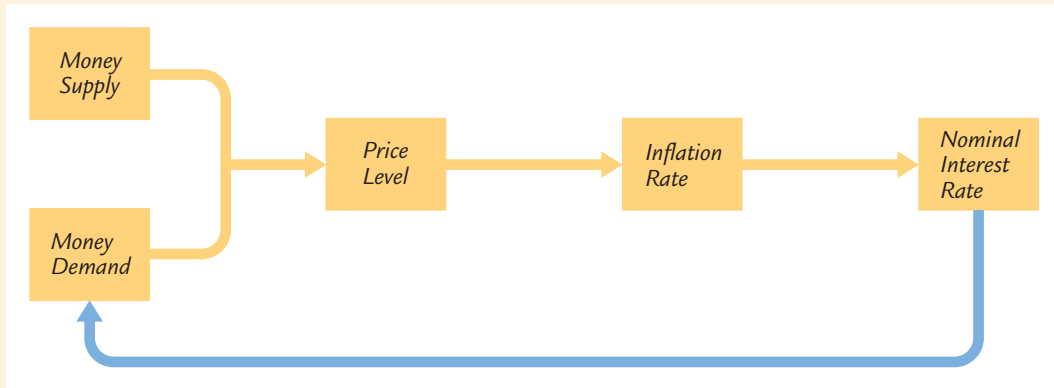 Money
Supply
Money
Demand
Price
Level
Inflation
Rate
Nominal
Interest
Rate